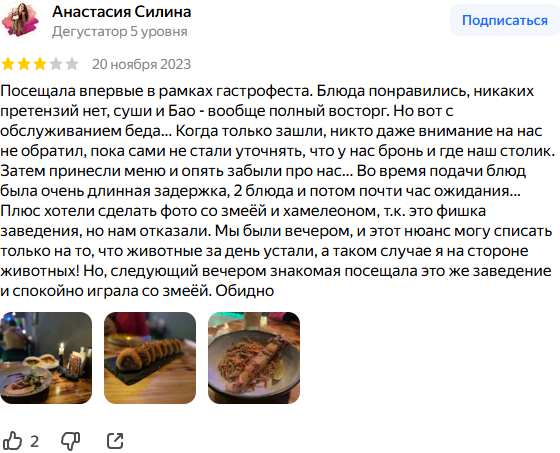 Анастасия Силина
Дегустатор 5 уровня
Подписаться
20 ноября 2023
Посещала впервые в рамках гастрофеста. Блюда понравились, никаких
претензий нет, суши и Бао - вообще полный восторг. Но вот с
обслуживанием беда... Когда только зашли, никто даже внимание на нас
не обратил, пока сами не стали уточнять, что у нас бронь и где наш столик.
Затем принесли меню и опять забыли про нас... Во время подачи блюд
была очень длинная задержка, 2 блюда и потом почти час ожидания...
Плюс хотели сделать фото со змеёй и хамелеоном, т.к. это фишка
заведения, но нам отказали. Мы были вечером, и этот нюанс могу списать
только на то, что животные за день устали, а таком случае я на стороне
животных! Но, следующий вечером знакомая посещала это же заведение
и спокойно играла со змеёй. Обидно
2